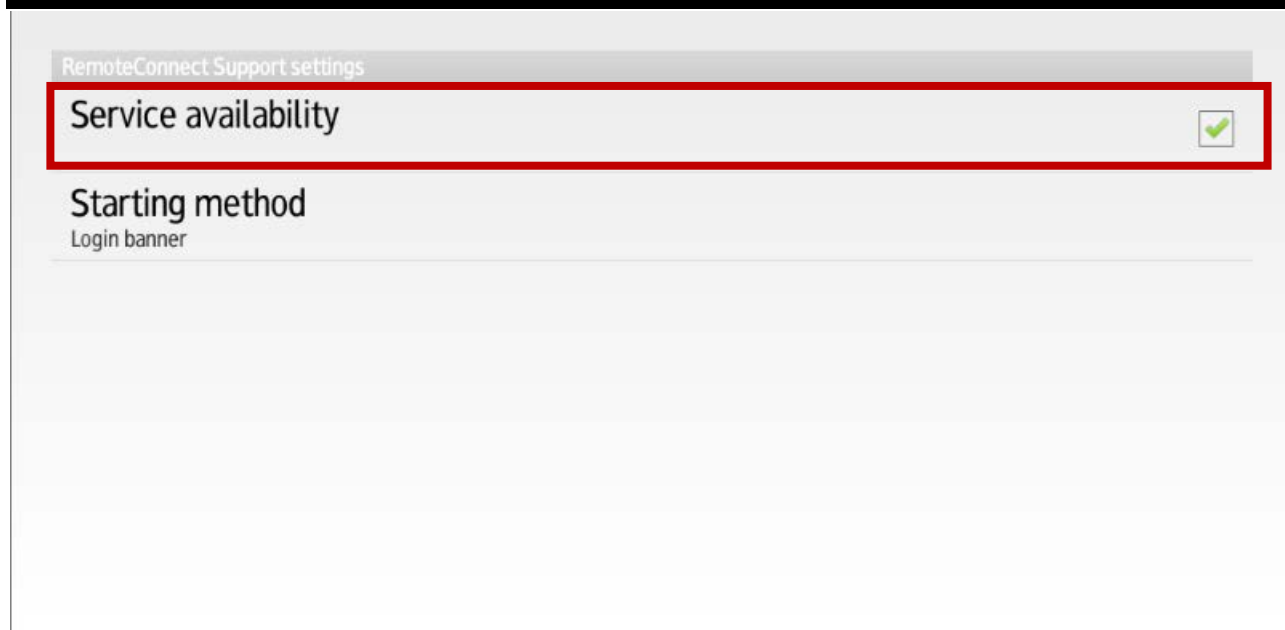 RemoteConnect Support settings
Service availability
Starting method
Login banner